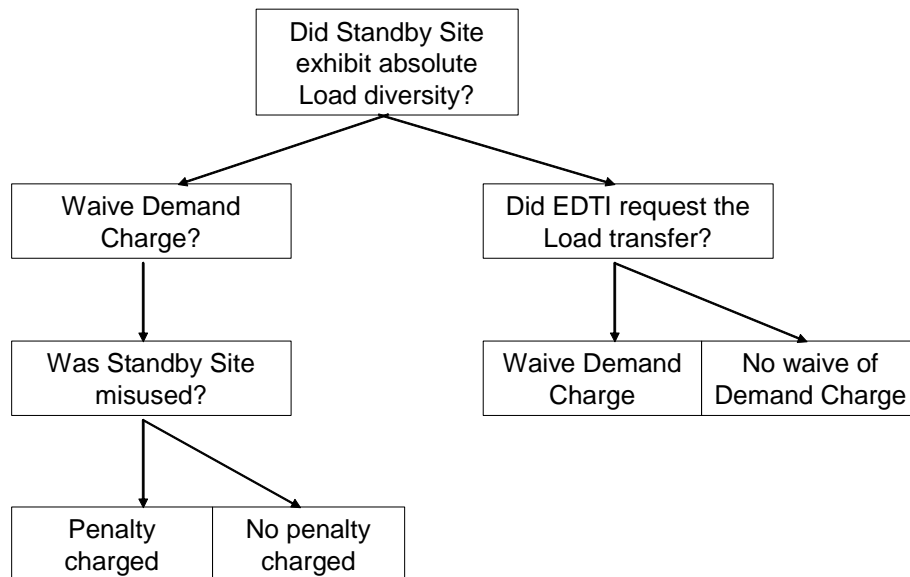 Did Standby Site
exhibit absolute
Load diversity?
Waive Demand
Charge?
Did EDTI request the
Load transfer?
Was Standby Site
misused?
Waive Demand
Charge
No waive of
Demand Charge
Penalty
charged
No penalty
charged